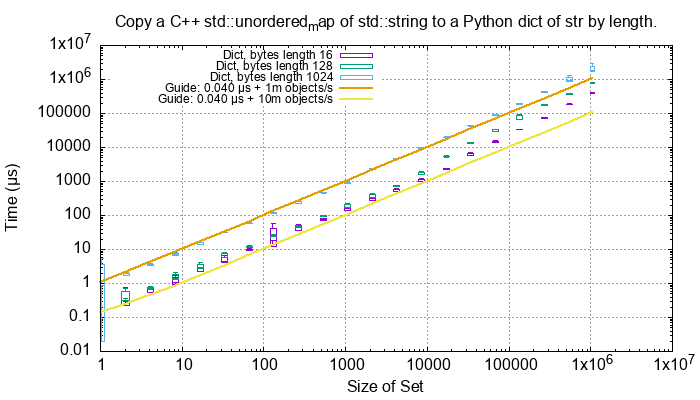 Copy a C++ std::unordered_map of std::string to a Python dict of str by length.
1x10^7
1x10^6
100000
10000
1000
100
10
1
0.1
0.01
Time (µs)
Dict, bytes length 16
Dict, bytes length 128
Dict, bytes length 1024
Guide: 0.040 µs + 1m objects/s
Guide: 0.040 µs + 10m objects/s
1 10 100 1000 10000 100000 1x10^6 1x10^7
Size of Set